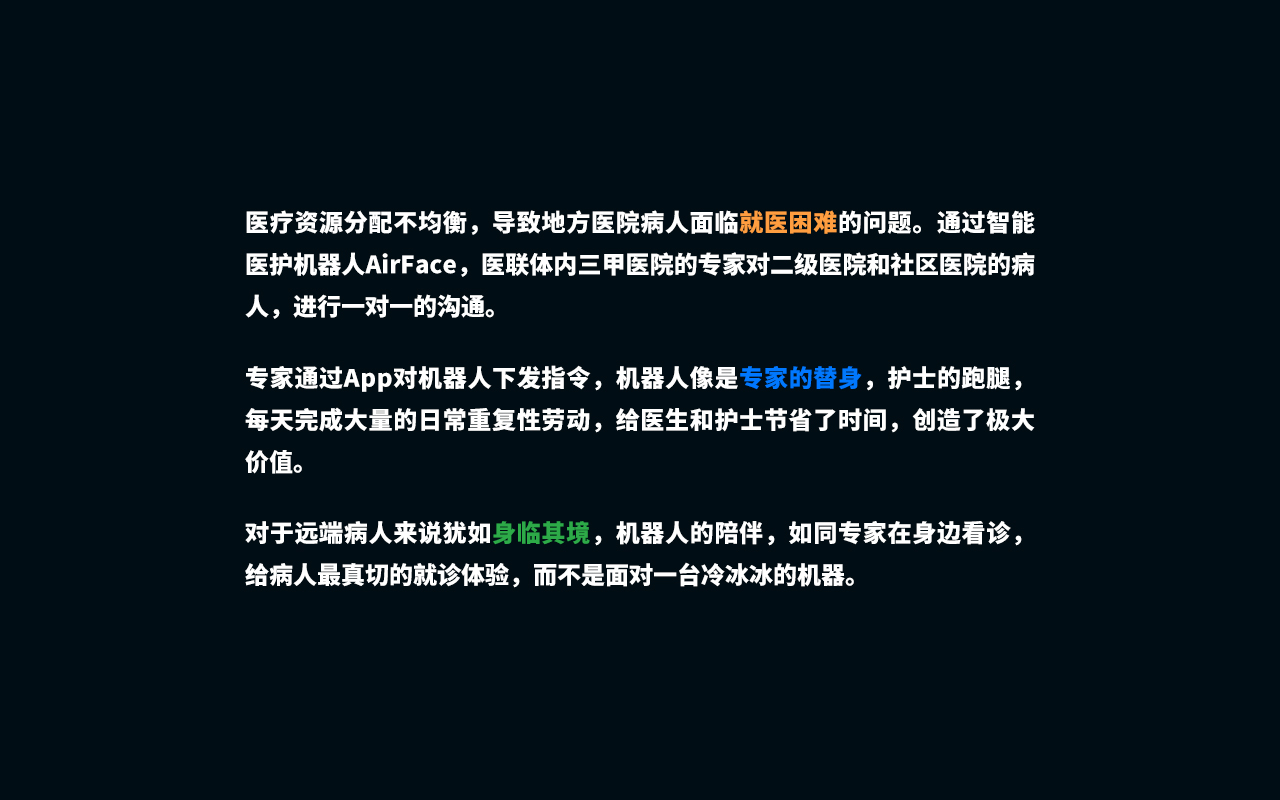 医疗资源分配不均衡，导致地方医院病人面临就医困难的问题。通过智能
医护机器人AirFace，医联体内三甲医院的专家对二级医院和社区医院的病
人，进行一对一的沟通。
专家通过App对机器人下发指令，机器人像是专家的替身，护士的跑腿，
每天完成大量的日常重复性劳动，给医生和护士节省了时间，创造了极大
价值。
对于远端病人来说犹如身临其境，机器人的陪伴，如同专家在身边看诊，
给病人最真切的就诊体验，而不是面对一台冷冰冰的机器。